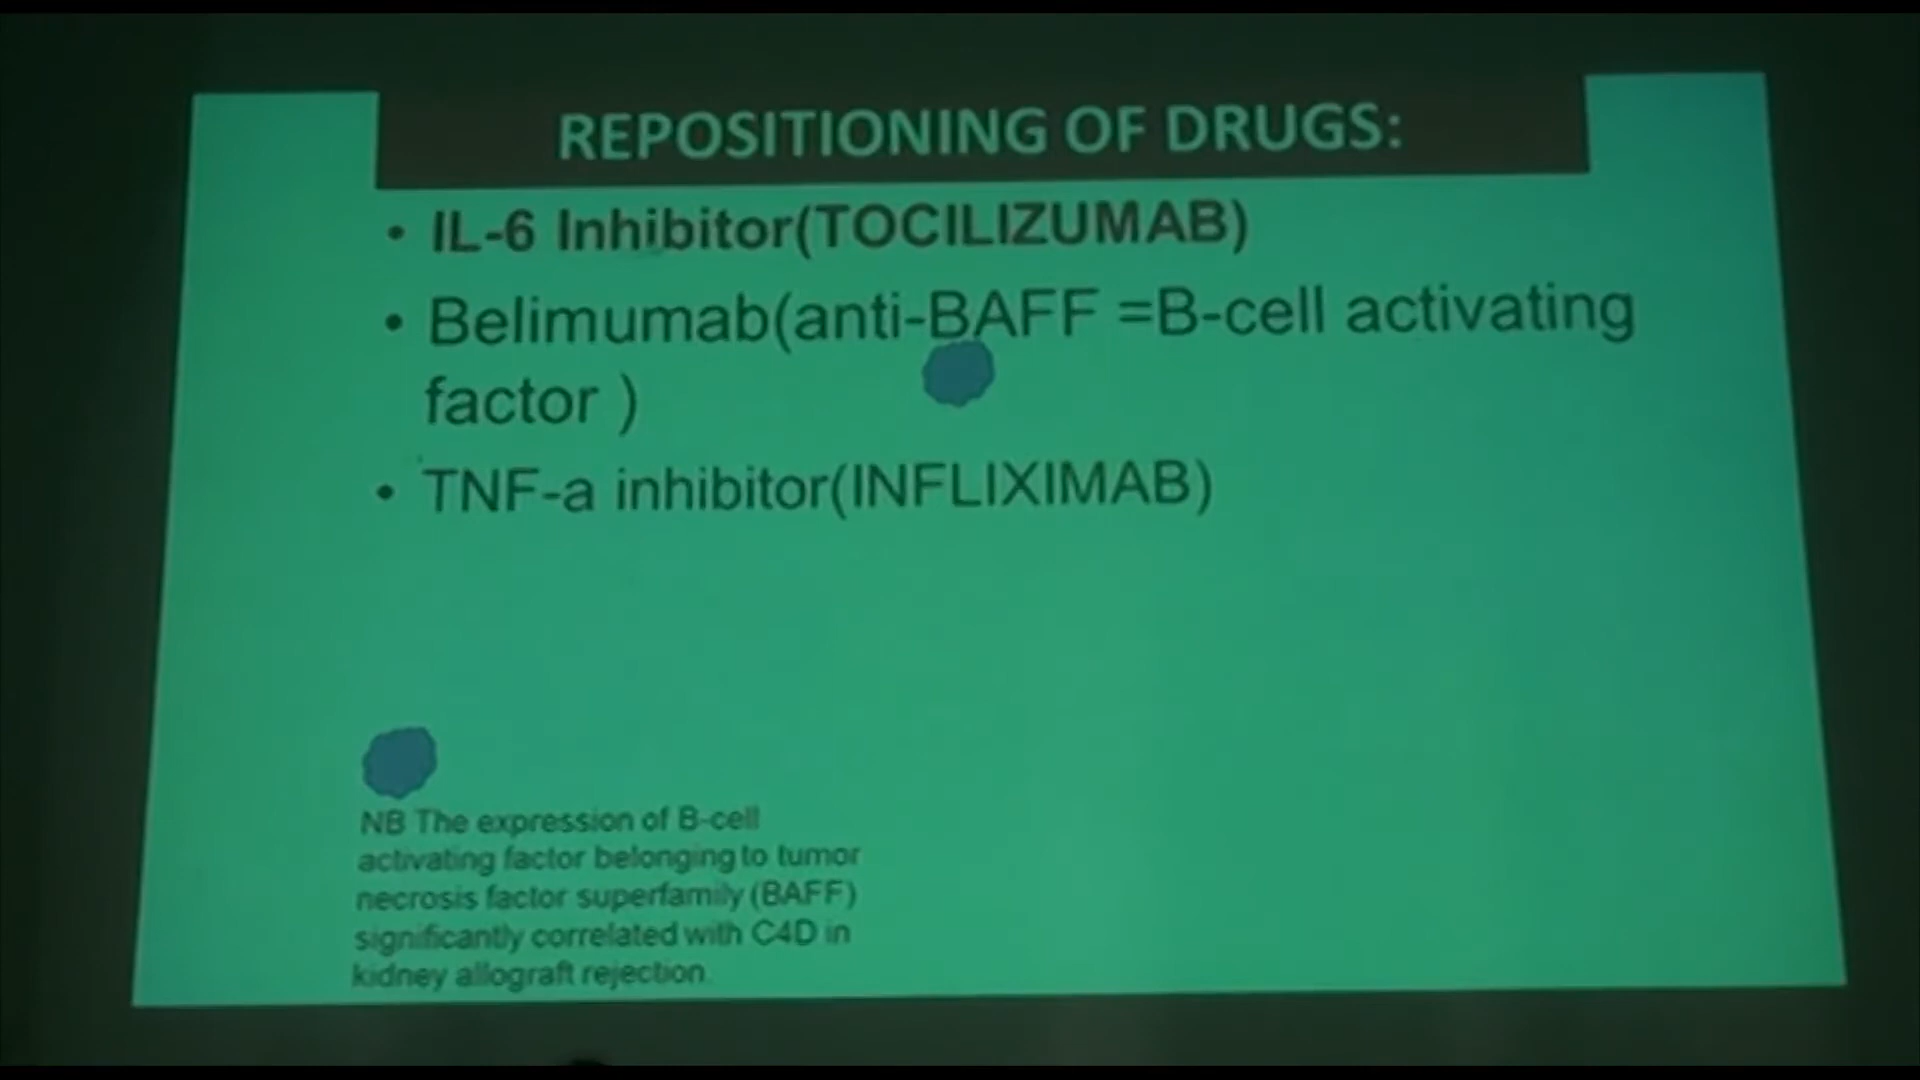 REPOSITIONING OF DRUGS:
• IL-6 Inhibitor(TOCILIZUMAB)
• Belimumab(anti-BAFF =B-cell activating
factor )
• TNF-a inhibitor(INFLIXIMAB)
NB The expression of B-cell
activating factor belonging to tumor
necrosis factor superfamily (BAFF)
significantly correlated with C4D in
kidney allograft rejection.